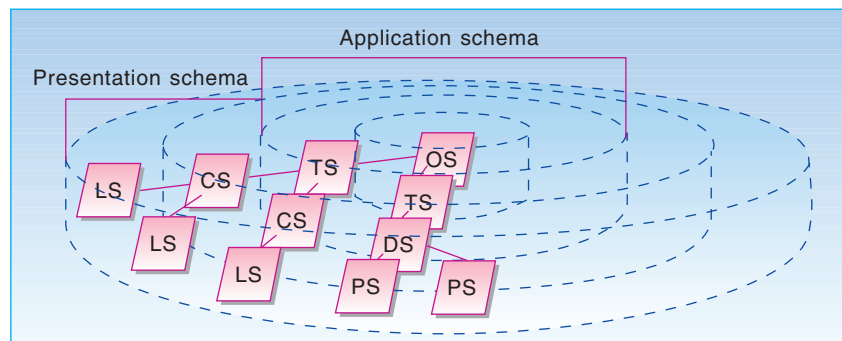 Application schema
Presentation schema
OS
TS
CS
LS
TS
CS
LS
DS
LS
PS
PS